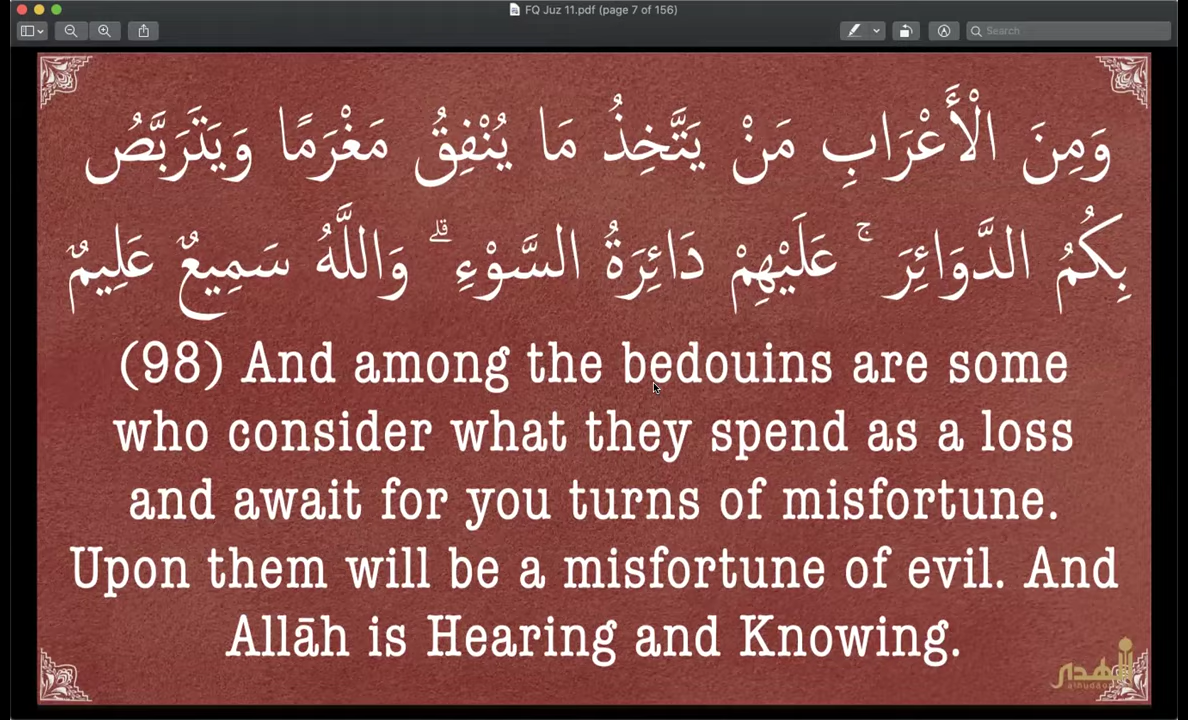 FQ Juz 11.pdf (page 7 of 156)
Search
وَمِنَ الْأَعْرَابِ مَنْ يَتَّخِذُ مَا يُنْفِقُ مَغْرَمًا وَيَتَرَبَّصُ
بِكُمُ الدَّوَائِرَ ۚ عَلَيْهِمْ دَائِرَةُ السَّوْءِ ۗ وَاللَّهُ سَمِيعٌ عَلِيمٌ
(98) And among the bedouins are some
who consider what they spend as a loss
and await for you turns of misfortune.
Upon them will be a misfortune of evil. And
Allāh is Hearing and Knowing.
الهدى